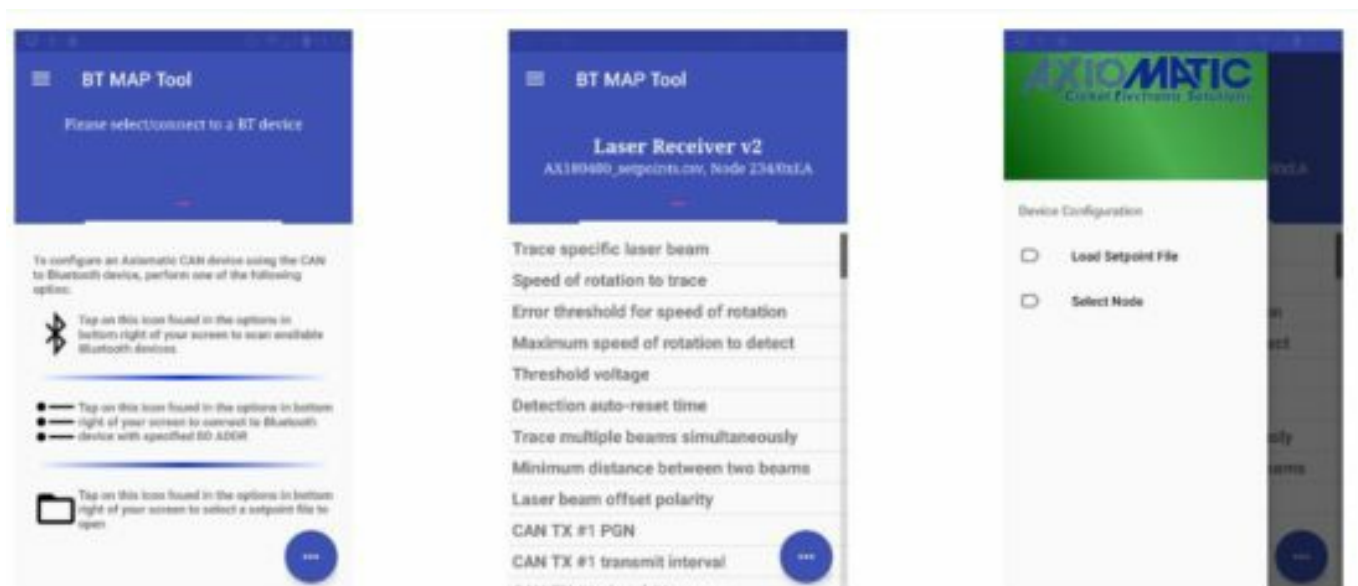 BT MAP Tool
Please select/connect to a BT device
To configure an Axiomatic CAN device using the CAN
to Bluetooth device, perform one of the following
option:
Tap on this icon found in the options in
bottom right of your screen to scan available
Bluetooth devices
Tap on this icon found in the options in bottom
right of your screen to connect to Bluetooth
device with specified BD ADDR
Tap on this icon found in the options in bottom
right of your screen to select a setpoint file to
open
BT MAP Tool
Laser Receiver v2
AX180400_setpoints.csv, Node 234/0xEA
Trace specific laser beam
Speed of rotation to trace
Error threshold for speed of rotation
Maximum speed of rotation to detect
Threshold voltage
Detection auto-reset time
Trace multiple beams simultaneously
Minimum distance between two beams
Laser beam offset polarity
CAN TX #1 PGN
CAN TX #1 transmit interval
AXIOMATIC
Global Electronic Solutions
Device Configuration
Load Setpoint File
Select Node